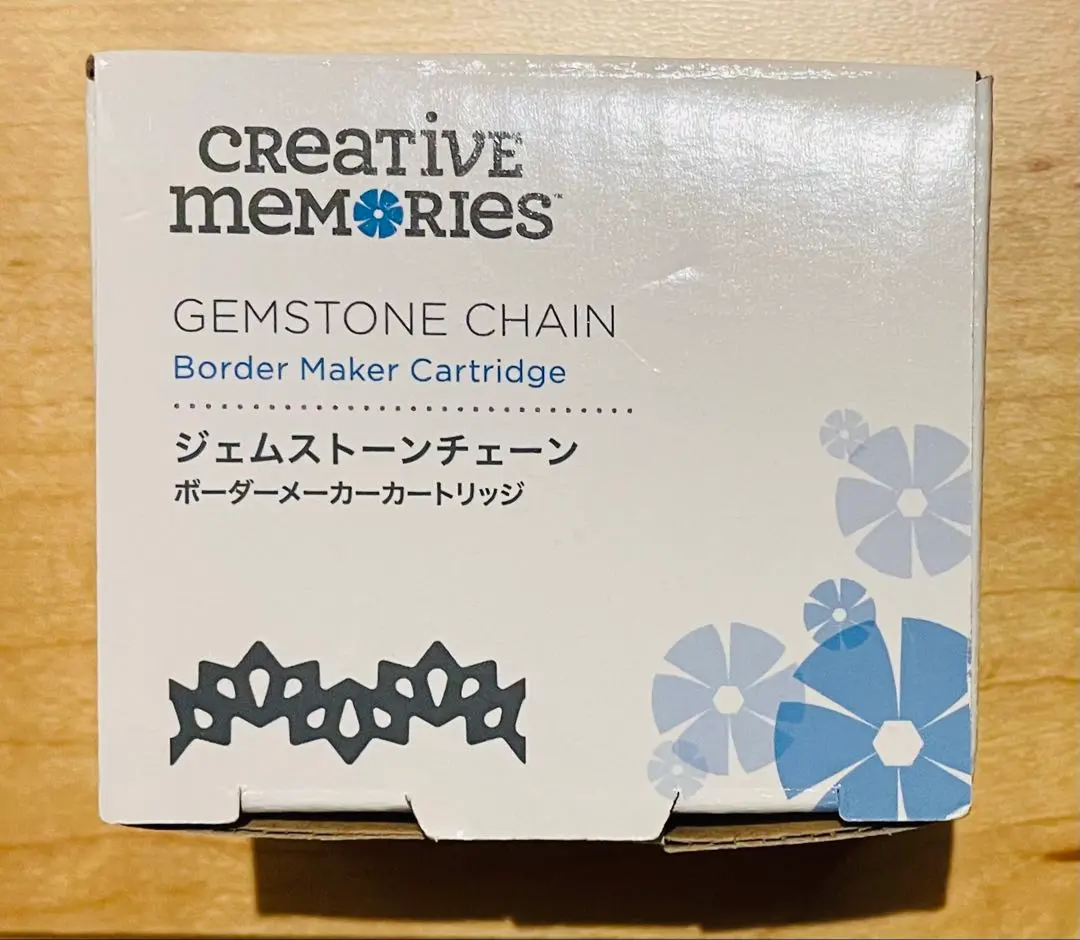 CREATIVE
MEMORIES™
GEMSTONE CHAIN
Border Maker Cartridge
ジェムストーンチェーン
ボーダーメーカーカートリッジ